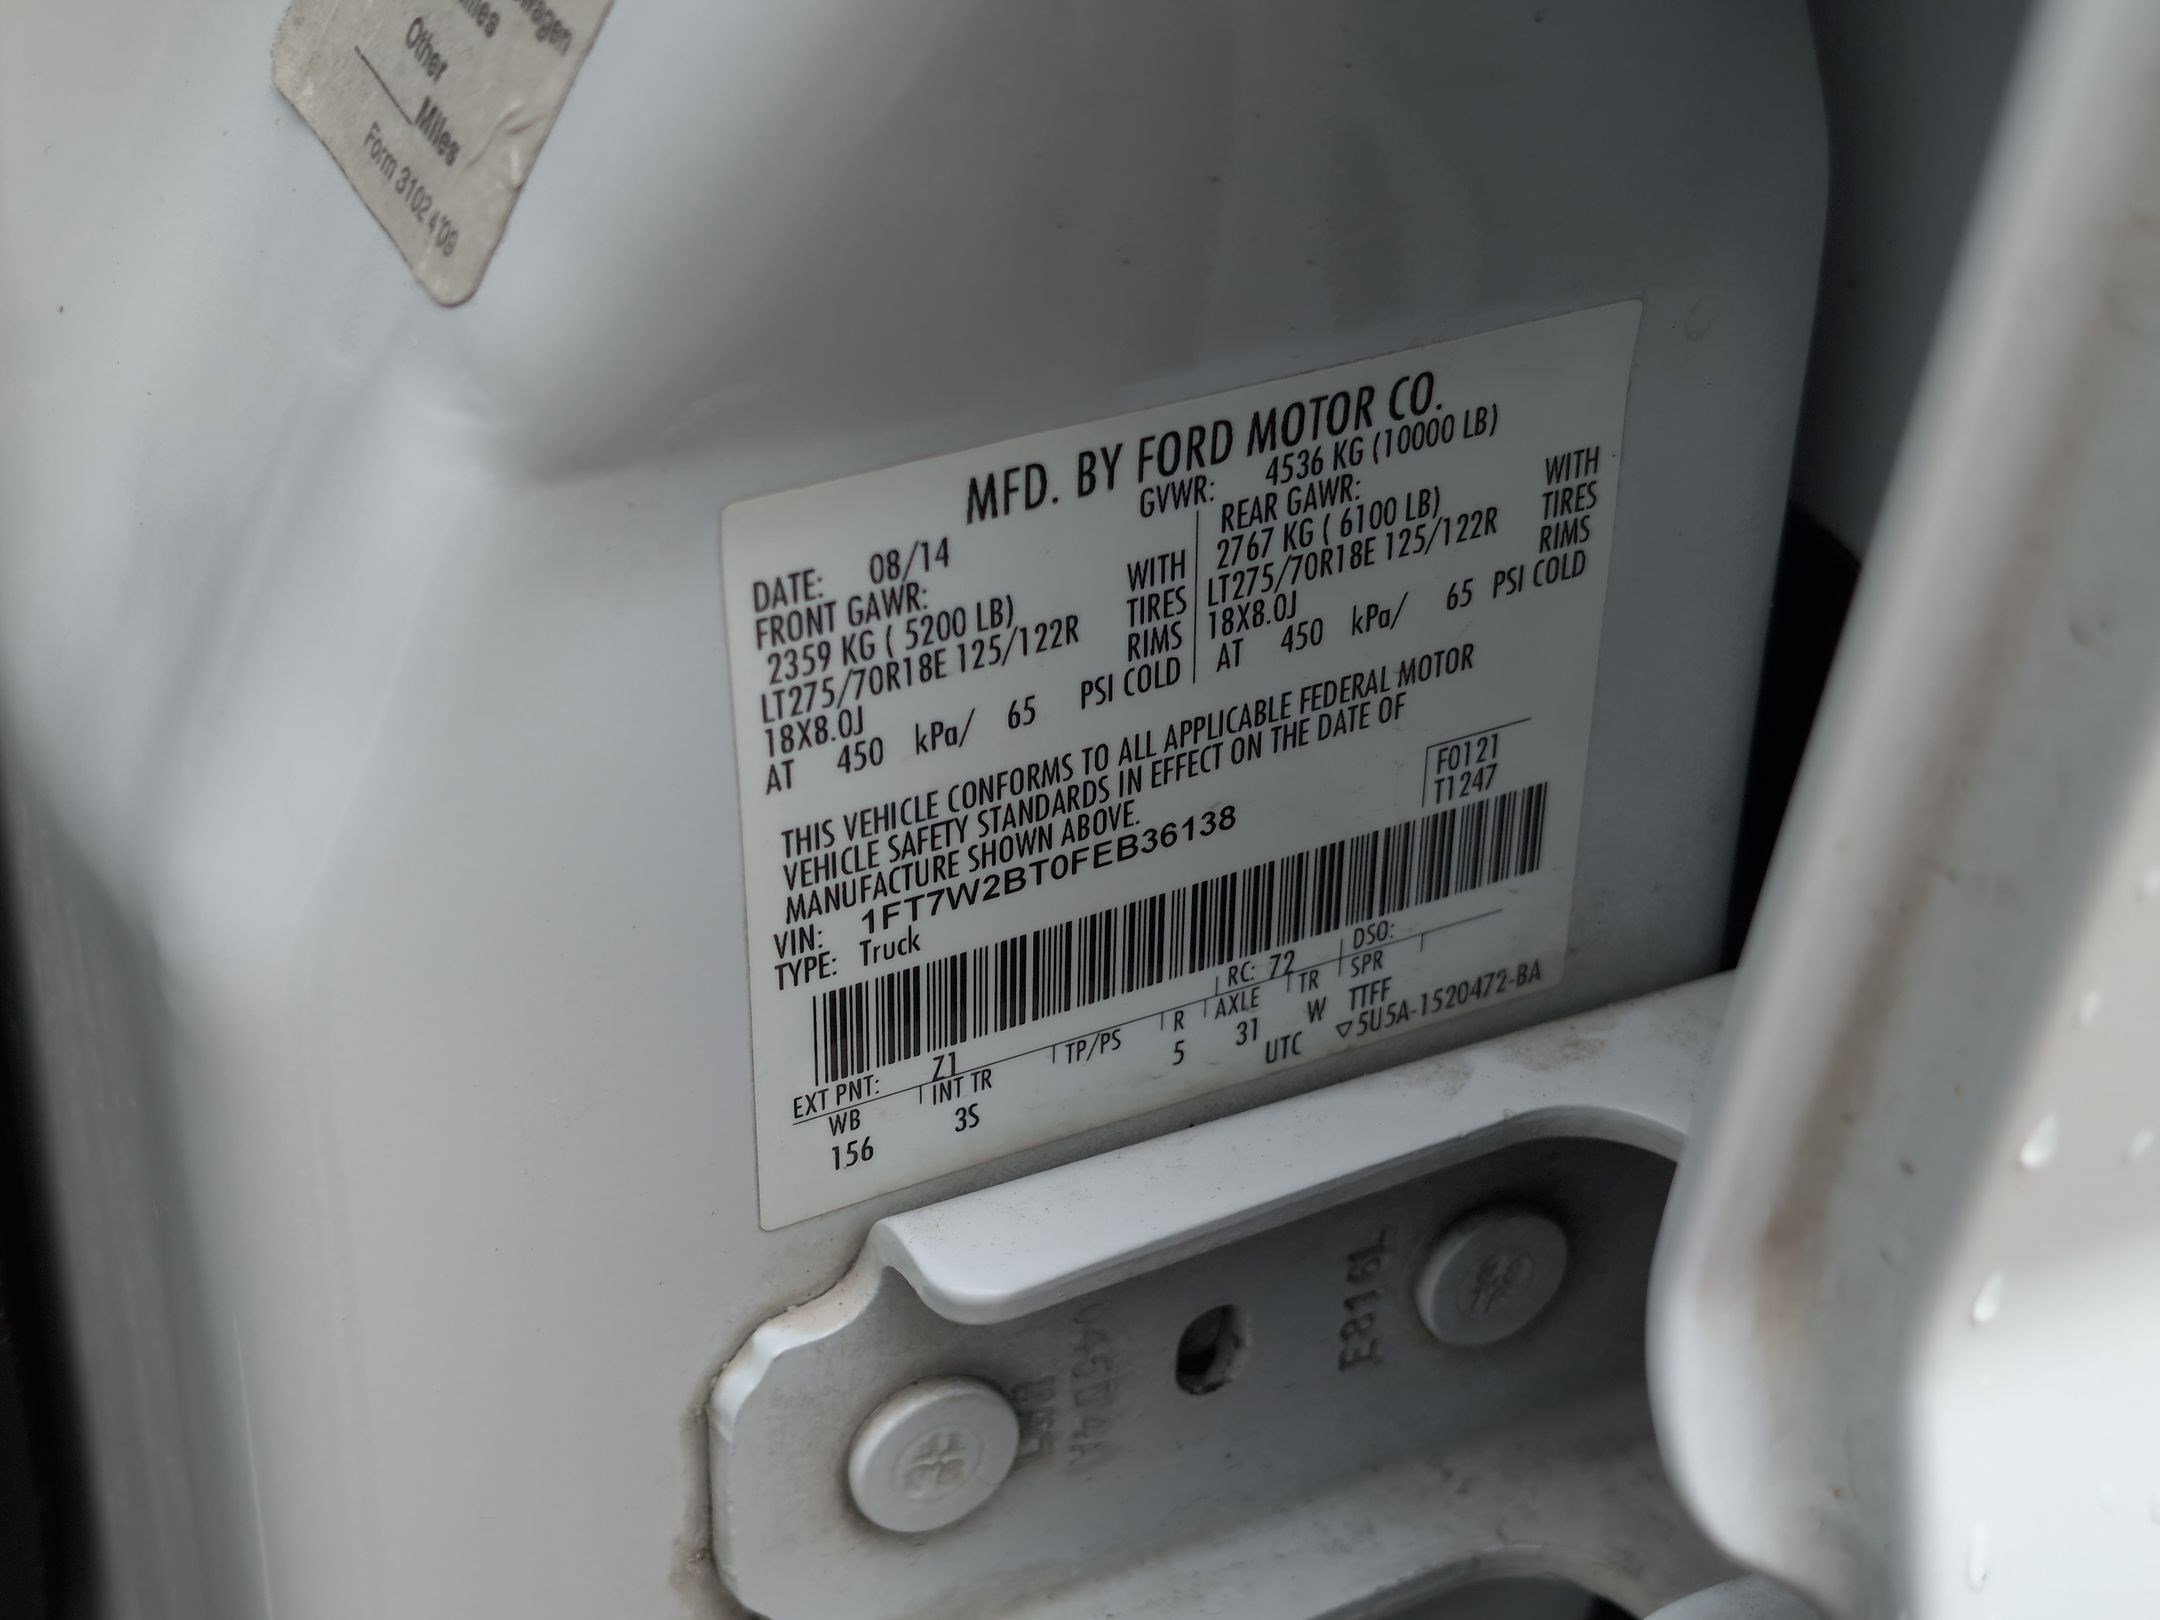 Other
Miles
Form 3102 4'09
MFD. BY FORD MOTOR CO.
DATE: 08/14 GVWR: 4536 KG (10000 LB)
FRONT GAWR:
2359 KG ( 5200 LB) WITH
LT275/70R18E 125/122R TIRES
18X8.0J RIMS
AT 450 kPa/ 65 PSI COLD
REAR GAWR:
2767 KG ( 6100 LB) WITH
LT275/70R18E 125/122R TIRES
18X8.0J RIMS
AT 450 kPa/ 65 PSI COLD
THIS VEHICLE CONFORMS TO ALL APPLICABLE FEDERAL MOTOR
VEHICLE SAFETY STANDARDS IN EFFECT ON THE DATE OF
MANUFACTURE SHOWN ABOVE.
F0121
T1247
VIN: 1FT7W2BT0FEB36138
TYPE: Truck
EXT PNT: Z1 RC: 72 DSO:
WB INT TR TP/PS R AXLE TR SPR
156 3S 5 31 W TTFF
UTC ▽5U5A-1520472-BA
E816L